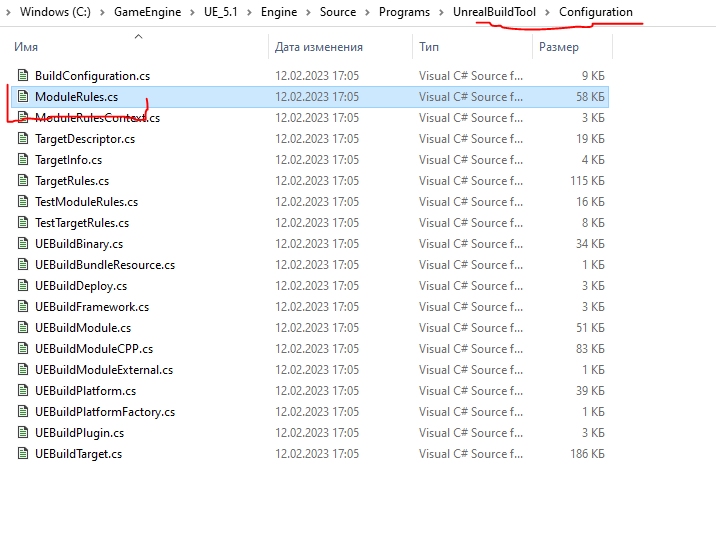 Windows (C:) > GameEngine > UE_5.1 > Engine > Source > Programs > UnrealBuildTool > Configuration
Имя Дата изменения Тип Размер
BuildConfiguration.cs 12.02.2023 17:05 Visual C# Source f... 9 КБ
ModuleRules.cs 12.02.2023 17:05 Visual C# Source f... 58 КБ
ModuleRulesContext.cs 12.02.2023 17:05 Visual C# Source f... 3 КБ
TargetDescriptor.cs 12.02.2023 17:05 Visual C# Source f... 19 КБ
TargetInfo.cs 12.02.2023 17:05 Visual C# Source f... 4 КБ
TargetRules.cs 12.02.2023 17:05 Visual C# Source f... 115 КБ
TestModuleRules.cs 12.02.2023 17:05 Visual C# Source f... 16 КБ
TestTargetRules.cs 12.02.2023 17:05 Visual C# Source f... 8 КБ
UEBuildBinary.cs 12.02.2023 17:05 Visual C# Source f... 34 КБ
UEBuildBundleResource.cs 12.02.2023 17:05 Visual C# Source f... 1 КБ
UEBuildDeploy.cs 12.02.2023 17:05 Visual C# Source f... 3 КБ
UEBuildFramework.cs 12.02.2023 17:05 Visual C# Source f... 3 КБ
UEBuildModule.cs 12.02.2023 17:05 Visual C# Source f... 51 КБ
UEBuildModuleCPP.cs 12.02.2023 17:05 Visual C# Source f... 83 КБ
UEBuildModuleExternal.cs 12.02.2023 17:05 Visual C# Source f... 1 КБ
UEBuildPlatform.cs 12.02.2023 17:05 Visual C# Source f... 39 КБ
UEBuildPlatformFactory.cs 12.02.2023 17:05 Visual C# Source f... 1 КБ
UEBuildPlugin.cs 12.02.2023 17:05 Visual C# Source f... 3 КБ
UEBuildTarget.cs 12.02.2023 17:05 Visual C# Source f... 186 КБ